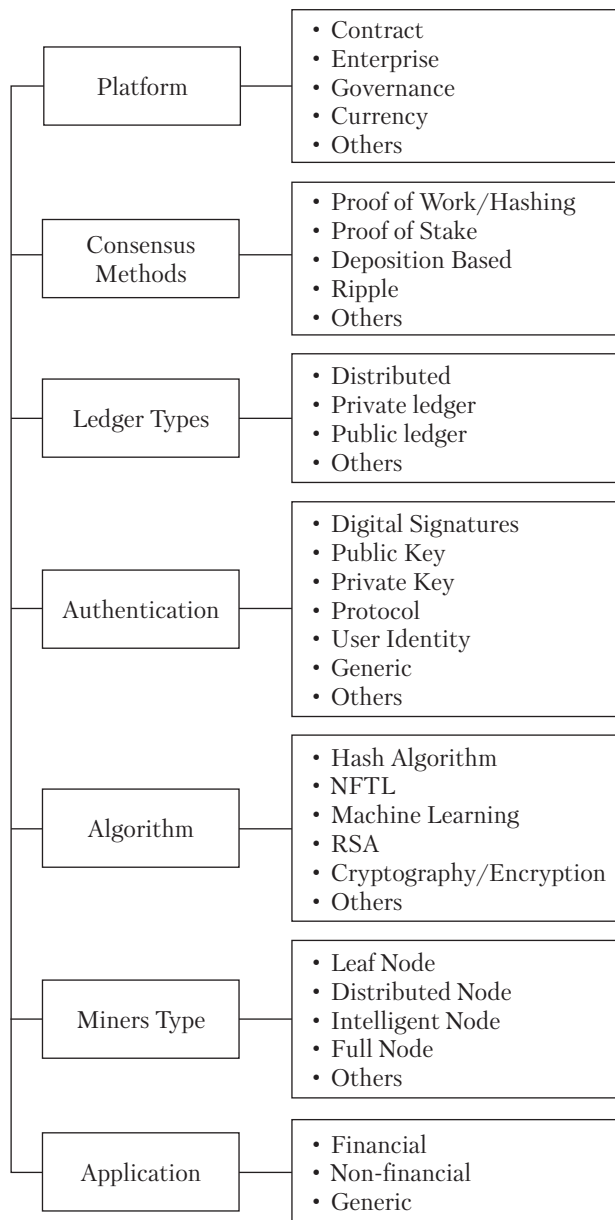 Platform
• Contract
• Enterprise
• Governance
• Currency
• Others
Consensus
Methods
• Proof of Work/Hashing
• Proof of Stake
• Deposition Based
• Ripple
• Others
Ledger Types
• Distributed
• Private ledger
• Public ledger
• Others
Authentication
• Digital Signatures
• Public Key
• Private Key
• Protocol
• User Identity
• Generic
• Others
Algorithm
• Hash Algorithm
• NFTL
• Machine Learning
• RSA
• Cryptography/Encryption
• Others
Miners Type
• Leaf Node
• Distributed Node
• Intelligent Node
• Full Node
• Others
Application
• Financial
• Non-financial
• Generic